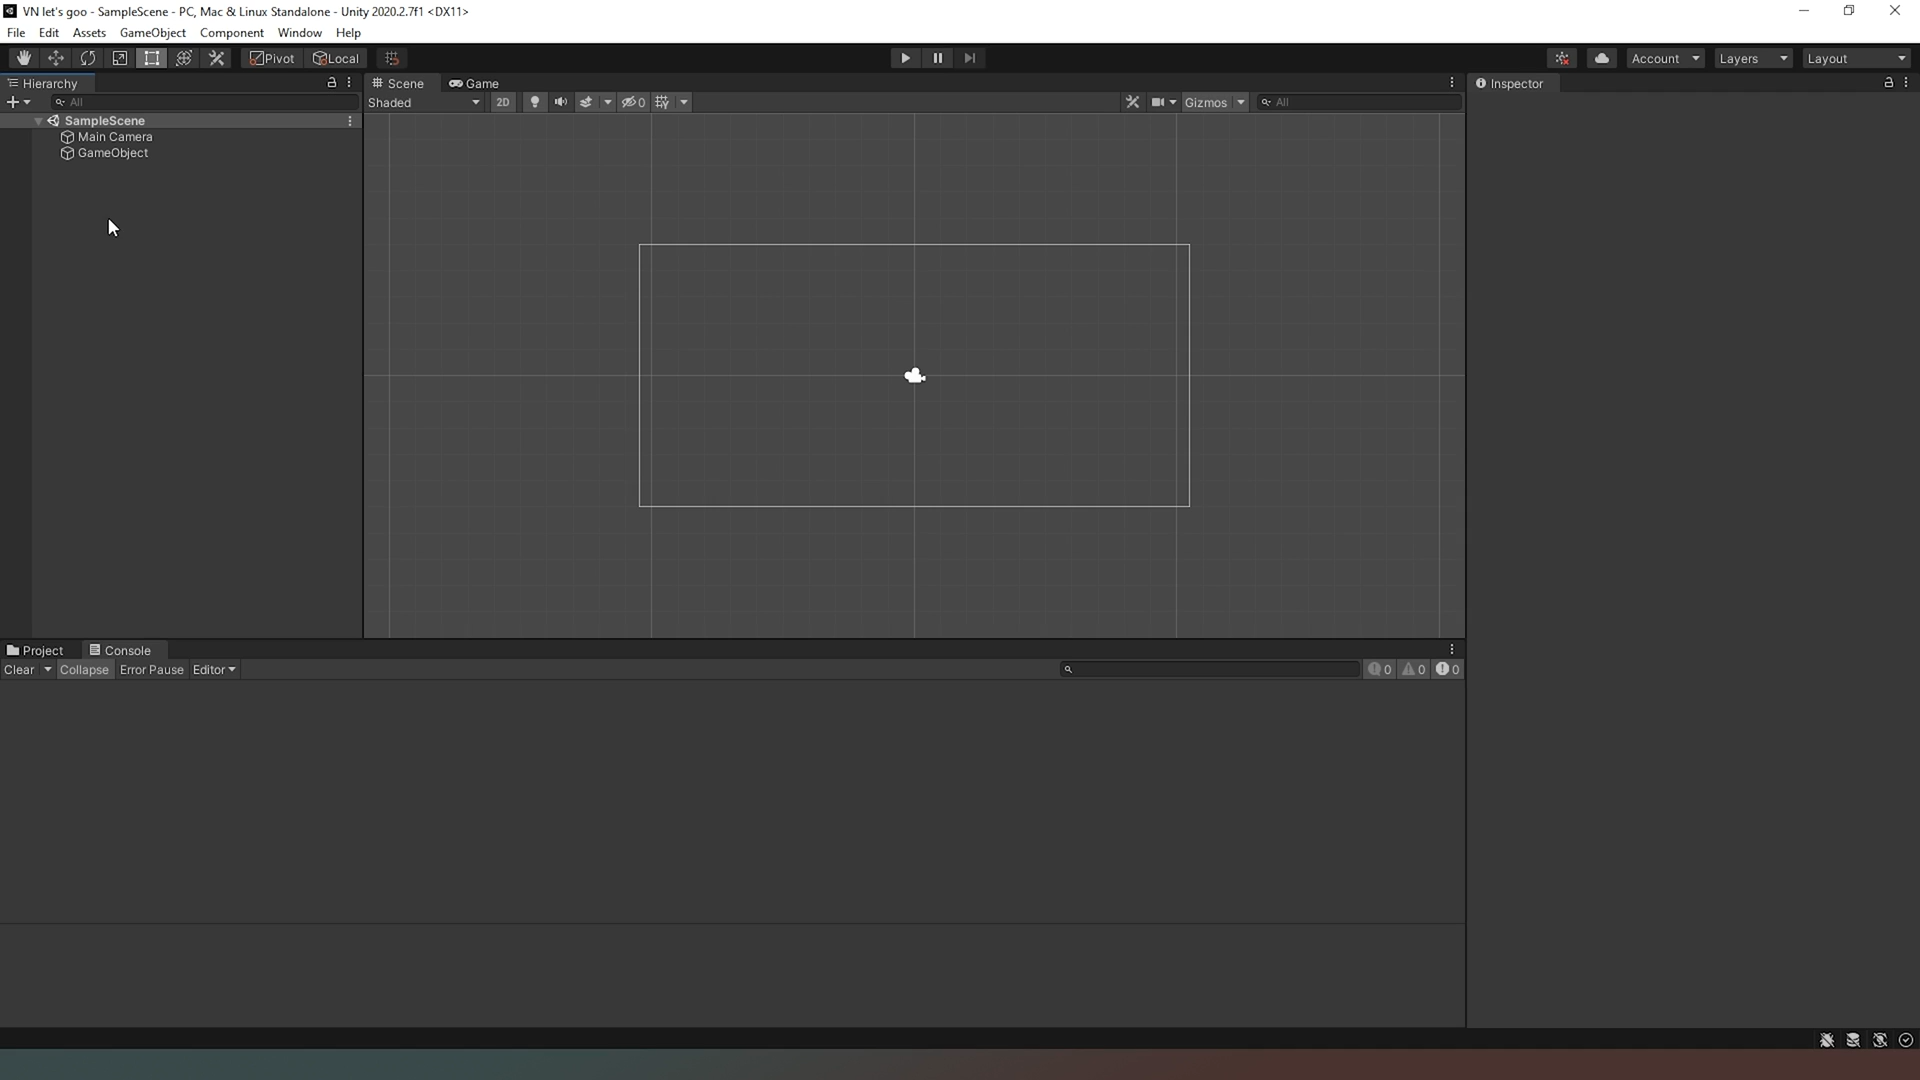 VN let's goo - SampleScene - PC, Mac & Linux Standalone - Unity 2020.2.7f1 <DX11>
File Edit Assets GameObject Component Window Help
Pivot Local Account Layers Layout
Hierarchy Scene Game Inspector
All Shaded 2D 0 Gizmos All
SampleScene
Main Camera
GameObject
Project Console
Clear Collapse Error Pause Editor 0 0 0